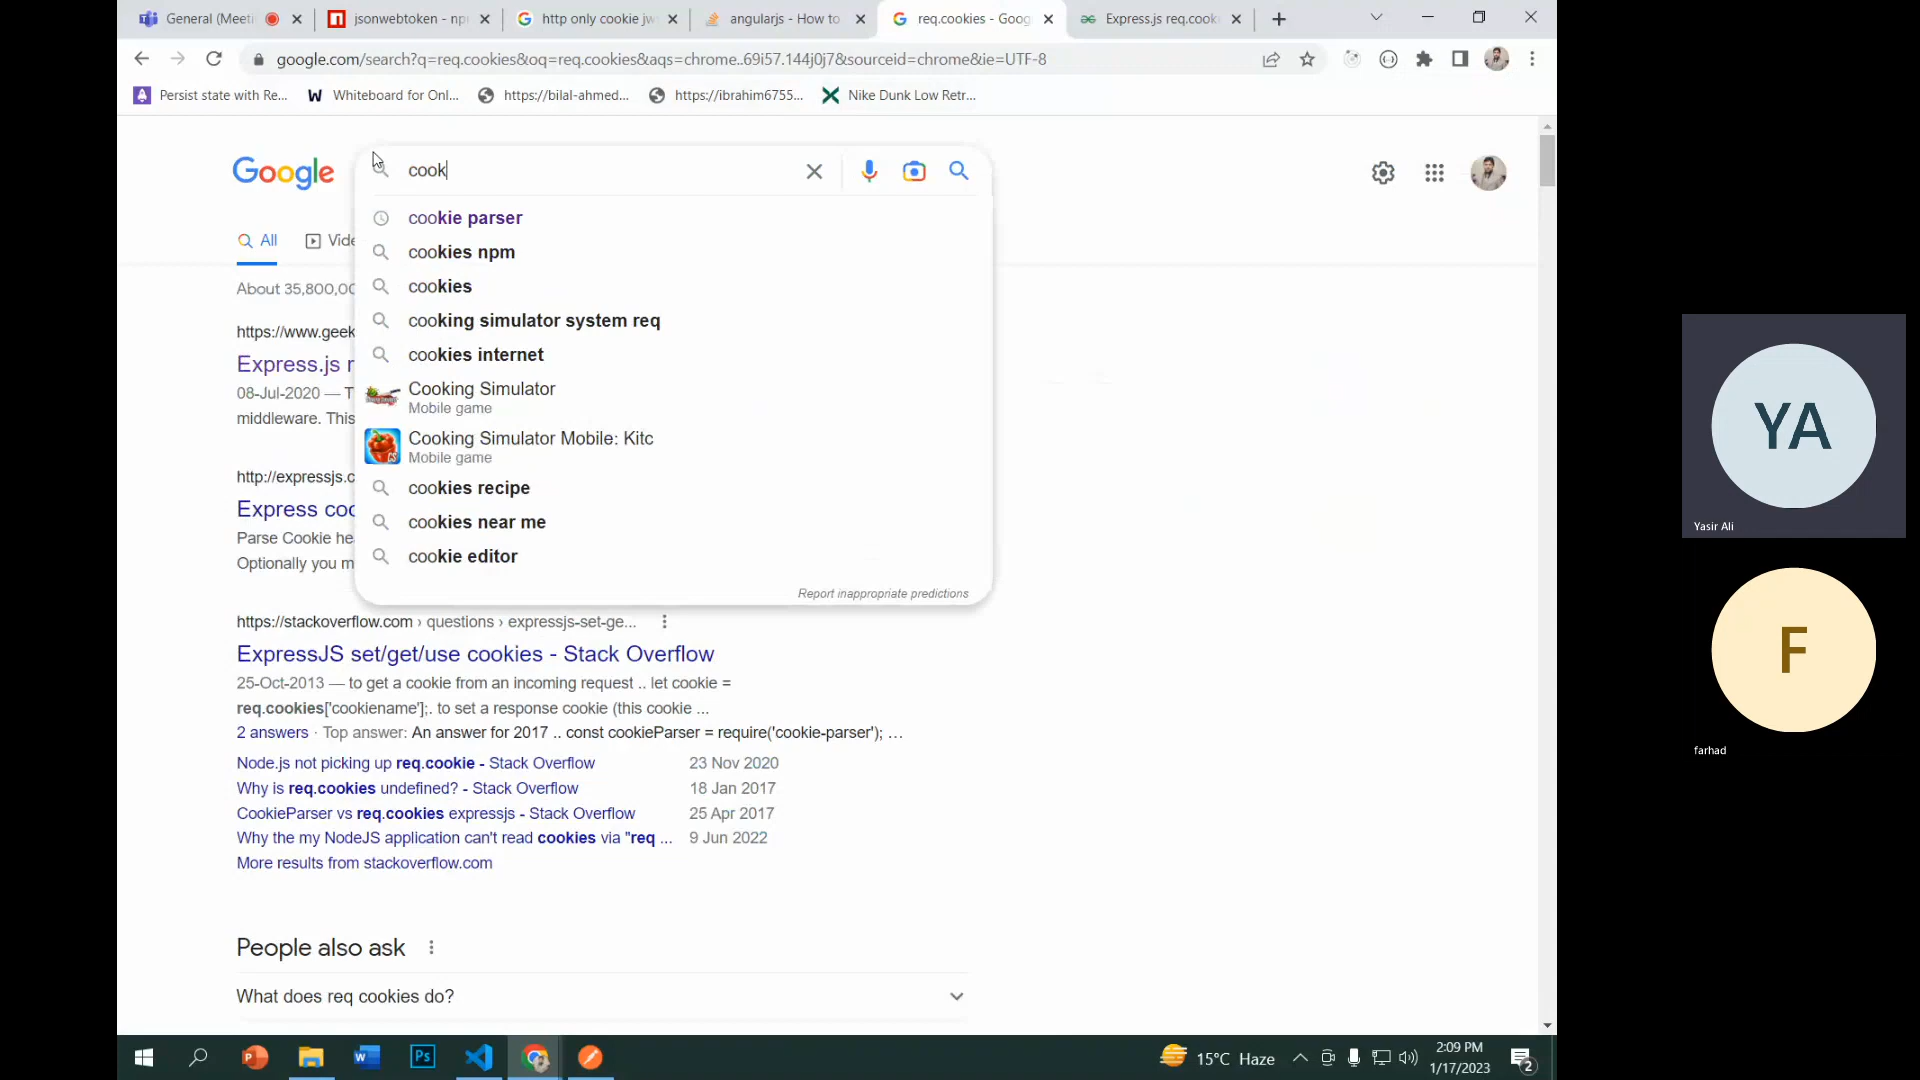 General (Meeti
jsonwebtoken - np
http only cookie jw
angularjs - How to
req.cookies - Goog
Express.js req.cook
google.com/search?q=req.cookies&oq=req.cookies&aqs=chrome..69i57.144j0j7&sourceid=chrome&ie=UTF-8
Persist state with Re...
W Whiteboard for Onl...
https://bilal-ahmed...
https://ibrahim6755...
Nike Dunk Low Retr...
Google
cook
cookie parser
cookies npm
cookies
cooking simulator system req
cookies internet
Cooking Simulator
Mobile game
Cooking Simulator Mobile: Kitc
Mobile game
cookies recipe
cookies near me
cookie editor
Report inappropriate predictions
All
Vide
About 35,800,00
https://www.geek
Express.js r
08-Jul-2020 — T
middleware. This
http://expressjs.c
Express coo
Parse Cookie he
Optionally you m
https://stackoverflow.com › questions › expressjs-set-ge...
ExpressJS set/get/use cookies - Stack Overflow
25-Oct-2013 — to get a cookie from an incoming request .. let cookie =
req.cookies['cookiename'];. to set a response cookie (this cookie ...
2 answers · Top answer: An answer for 2017 .. const cookieParser = require('cookie-parser'); …
Node.js not picking up req.cookie - Stack Overflow 23 Nov 2020
Why is req.cookies undefined? - Stack Overflow 18 Jan 2017
CookieParser vs req.cookies expressjs - Stack Overflow 25 Apr 2017
Why the my NodeJS application can't read cookies via "req ... 9 Jun 2022
More results from stackoverflow.com
People also ask
What does req cookies do?
YA
Yasir Ali
F
farhad
Ps
15°C Haze
2:09 PM
1/17/2023
2